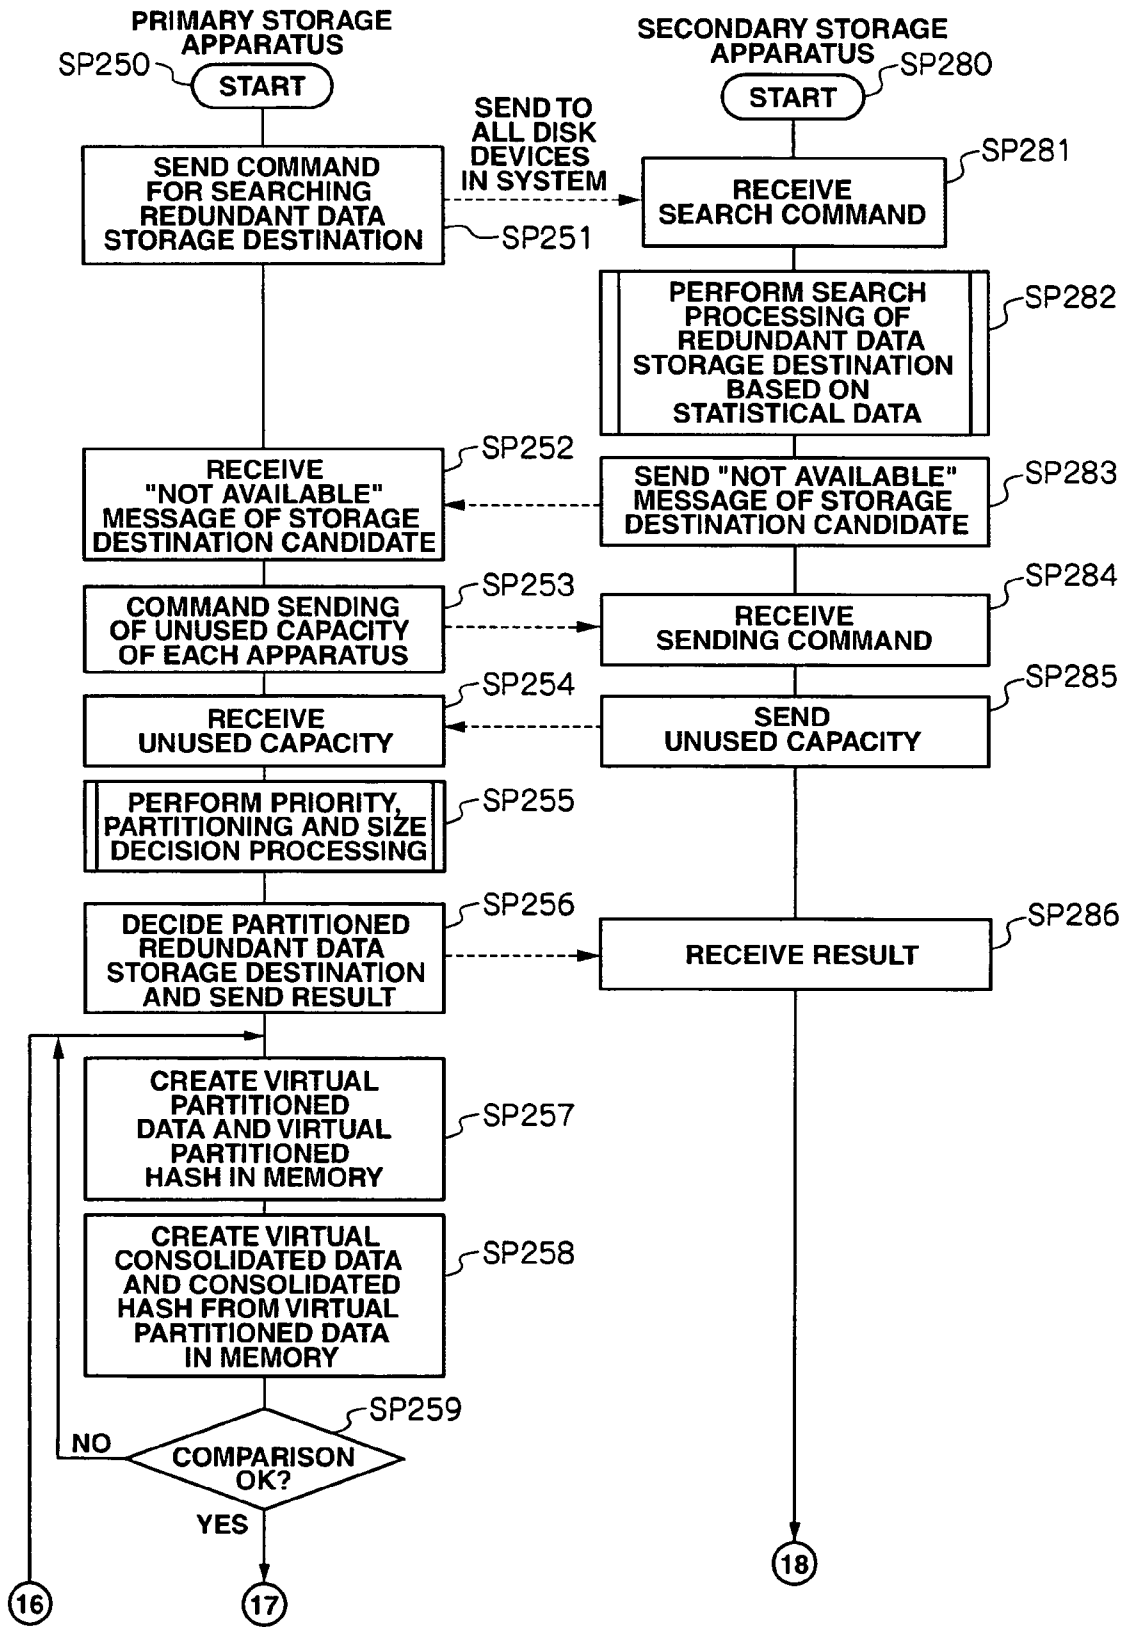 PRIMARY STORAGE
APPARATUS
SP250
START
SEND COMMAND
FOR SEARCHING
REDUNDANT DATA
STORAGE DESTINATION
SP251
SEND TO
ALL DISK
DEVICES
IN SYSTEM
SECONDARY STORAGE
APPARATUS
SP280
START
SP281
RECEIVE
SEARCH COMMAND
SP282
PERFORM SEARCH
PROCESSING OF
REDUNDANT DATA
STORAGE DESTINATION
BASED ON
STATISTICAL DATA
SP252
RECEIVE
"NOT AVAILABLE"
MESSAGE OF STORAGE
DESTINATION CANDIDATE
SP283
SEND "NOT AVAILABLE"
MESSAGE OF STORAGE
DESTINATION CANDIDATE
SP253
COMMAND SENDING
OF UNUSED CAPACITY
OF EACH APPARATUS
SP284
RECEIVE
SENDING COMMAND
SP254
RECEIVE
UNUSED CAPACITY
SP285
SEND
UNUSED CAPACITY
SP255
PERFORM PRIORITY,
PARTITIONING AND SIZE
DECISION PROCESSING
SP256
DECIDE PARTITIONED
REDUNDANT DATA
STORAGE DESTINATION
AND SEND RESULT
SP286
RECEIVE RESULT
CREATE VIRTUAL
PARTITIONED
DATA AND VIRTUAL
PARTITIONED
HASH IN MEMORY
SP257
CREATE VIRTUAL
CONSOLIDATED DATA
AND CONSOLIDATED
HASH FROM VIRTUAL
PARTITIONED DATA
IN MEMORY
SP258
SP259
COMPARISON
OK?
NO
YES
16
17
18